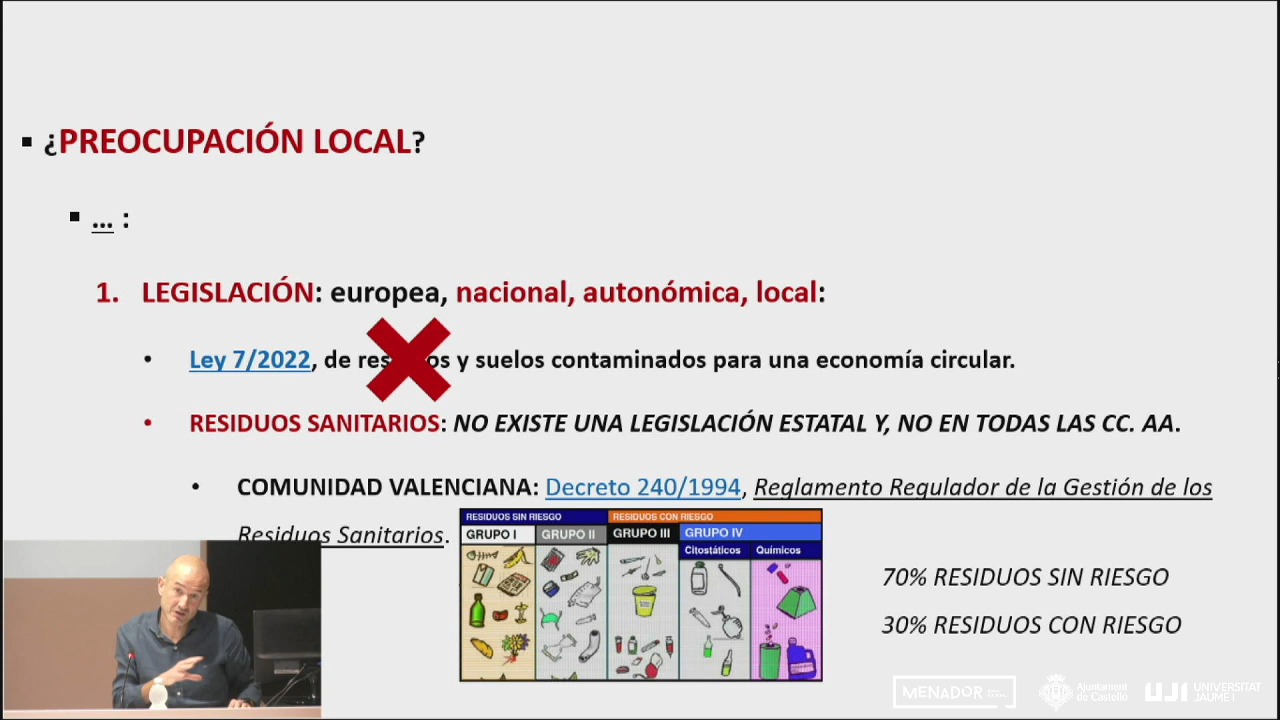 ¿PREOCUPACIÓN LOCAL?
... :
1. LEGISLACIÓN: europea, nacional, autonómica, local:
Ley 7/2022, de residuos y suelos contaminados para una economía circular.
RESIDUOS SANITARIOS: NO EXISTE UNA LEGISLACIÓN ESTATAL Y, NO EN TODAS LAS CC. AA.
COMUNIDAD VALENCIANA: Decreto 240/1994, Reglamento Regulador de la Gestión de los
Residuos Sanitarios.
RESIDUOS SIN RIESGO RESIDUOS CON RIESGO
GRUPO I GRUPO II GRUPO III GRUPO IV
Citostáticos Químicos
70% RESIDUOS SIN RIESGO
30% RESIDUOS CON RIESGO
MENADOR
Ajuntament
de Castelló
UJI UNIVERSITAT
JAUME I